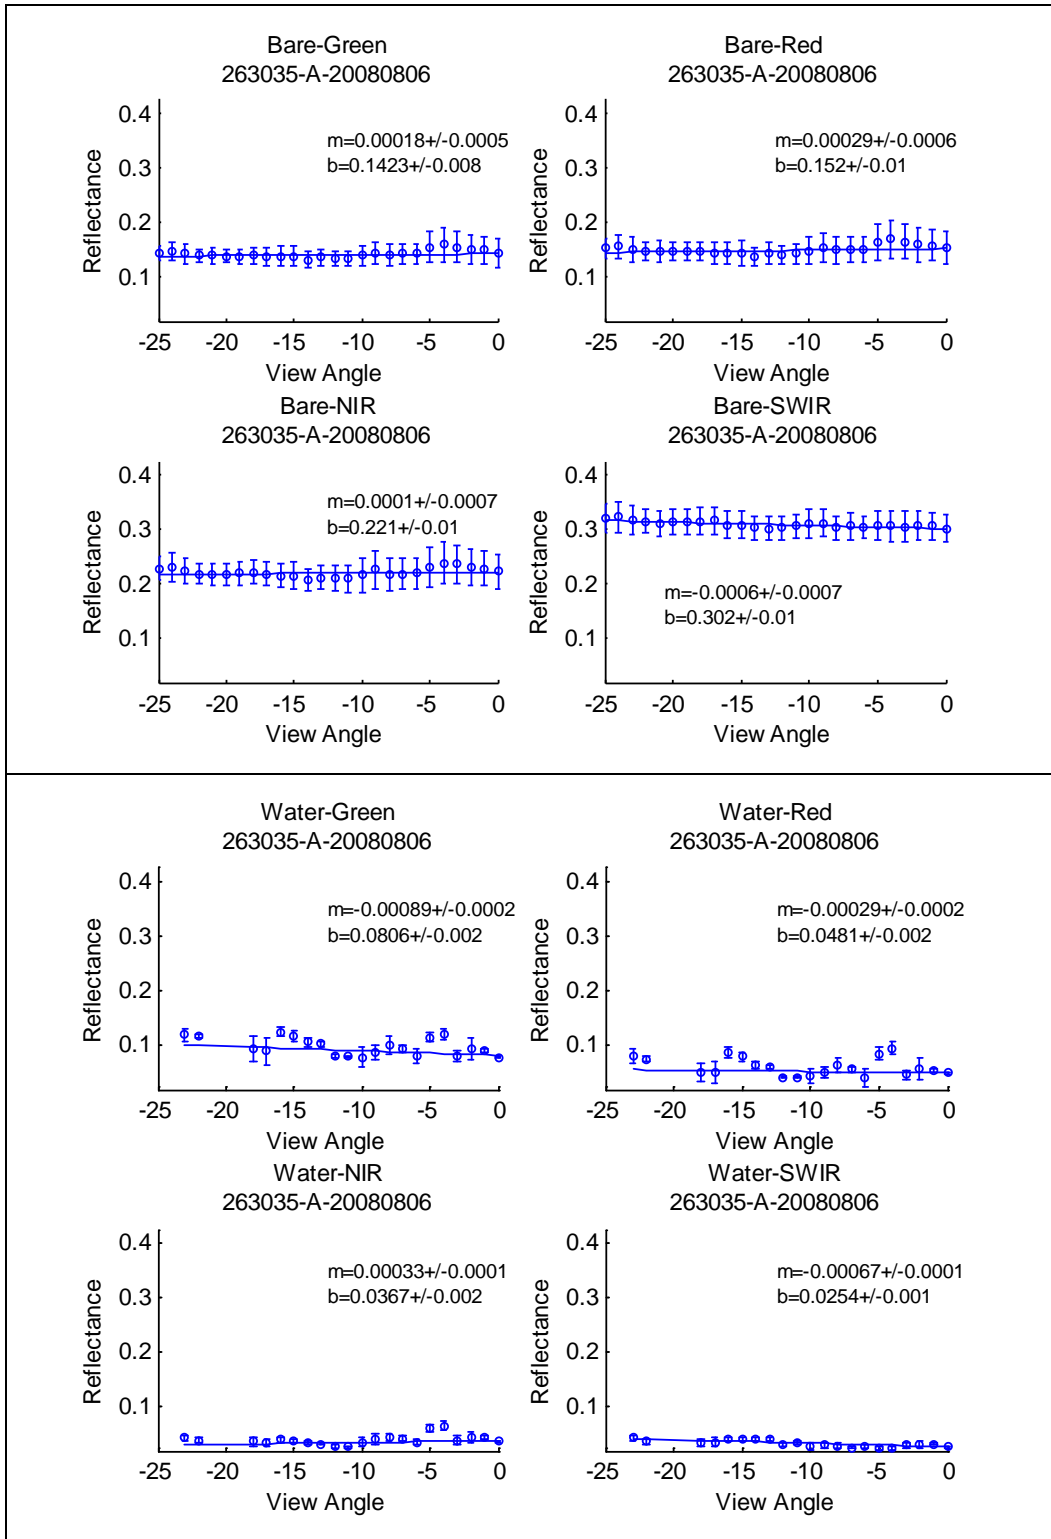 Bare-Green
263035-A-20080806
0.4
0.3
0.2
0.1
Reflectance
m=0.00018+/-0.0005
b=0.1423+/-0.008
-25 -20 -15 -10 -5 0
View Angle
Bare-Red
263035-A-20080806
0.4
0.3
0.2
0.1
Reflectance
m=0.00029+/-0.0006
b=0.152+/-0.01
-25 -20 -15 -10 -5 0
View Angle
Bare-NIR
263035-A-20080806
0.4
0.3
0.2
0.1
Reflectance
m=0.0001+/-0.0007
b=0.221+/-0.01
-25 -20 -15 -10 -5 0
View Angle
Bare-SWIR
263035-A-20080806
0.4
0.3
0.2
0.1
Reflectance
m=-0.0006+/-0.0007
b=0.302+/-0.01
-25 -20 -15 -10 -5 0
View Angle
Water-Green
263035-A-20080806
0.4
0.3
0.2
0.1
Reflectance
m=-0.00089+/-0.0002
b=0.0806+/-0.002
-25 -20 -15 -10 -5 0
View Angle
Water-Red
263035-A-20080806
0.4
0.3
0.2
0.1
Reflectance
m=-0.00029+/-0.0002
b=0.0481+/-0.002
-25 -20 -15 -10 -5 0
View Angle
Water-NIR
263035-A-20080806
0.4
0.3
0.2
0.1
Reflectance
m=0.00033+/-0.0001
b=0.0367+/-0.002
-25 -20 -15 -10 -5 0
View Angle
Water-SWIR
263035-A-20080806
0.4
0.3
0.2
0.1
Reflectance
m=-0.00067+/-0.0001
b=0.0254+/-0.001
-25 -20 -15 -10 -5 0
View Angle